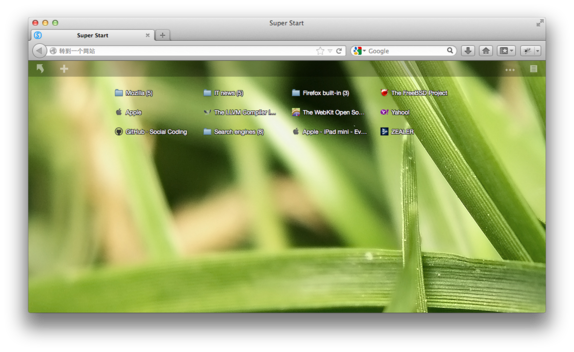 Super Start
Super Start
转到一个网站
Google
Mozilla (5)
IT news (5)
Firefox built-in (3)
The FreeBSD Project
Apple
The LLVM Compiler I...
The WebKit Open So...
Yahoo!
GitHub · Social Coding
Search engines (6)
Apple - iPad mini - Ev...
ZEALER